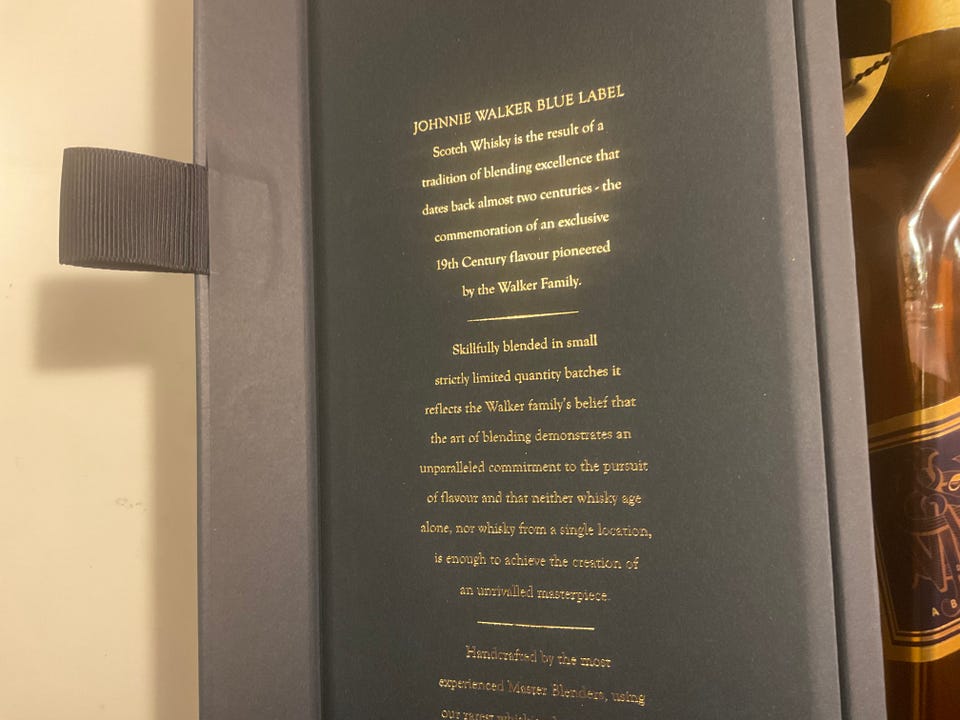 JOHNNIE WALKER BLUE LABEL
Scotch Whisky is the result of a
tradition of blending excellence that
dates back almost two centuries - the
commemoration of an exclusive
19th Century flavour pioneered
by the Walker Family.
Skillfully blended in small
strictly limited quantity batches it
reflects the Walker family's belief that
the art of blending demonstrates an
unparalleled commitment to the pursuit
of flavour and that neither whisky age
alone, nor whisky from a single location,
is enough to achieve the creation of
an unrivalled masterpiece.
Handcrafted by the most
experienced Master Blenders, using
our rarest